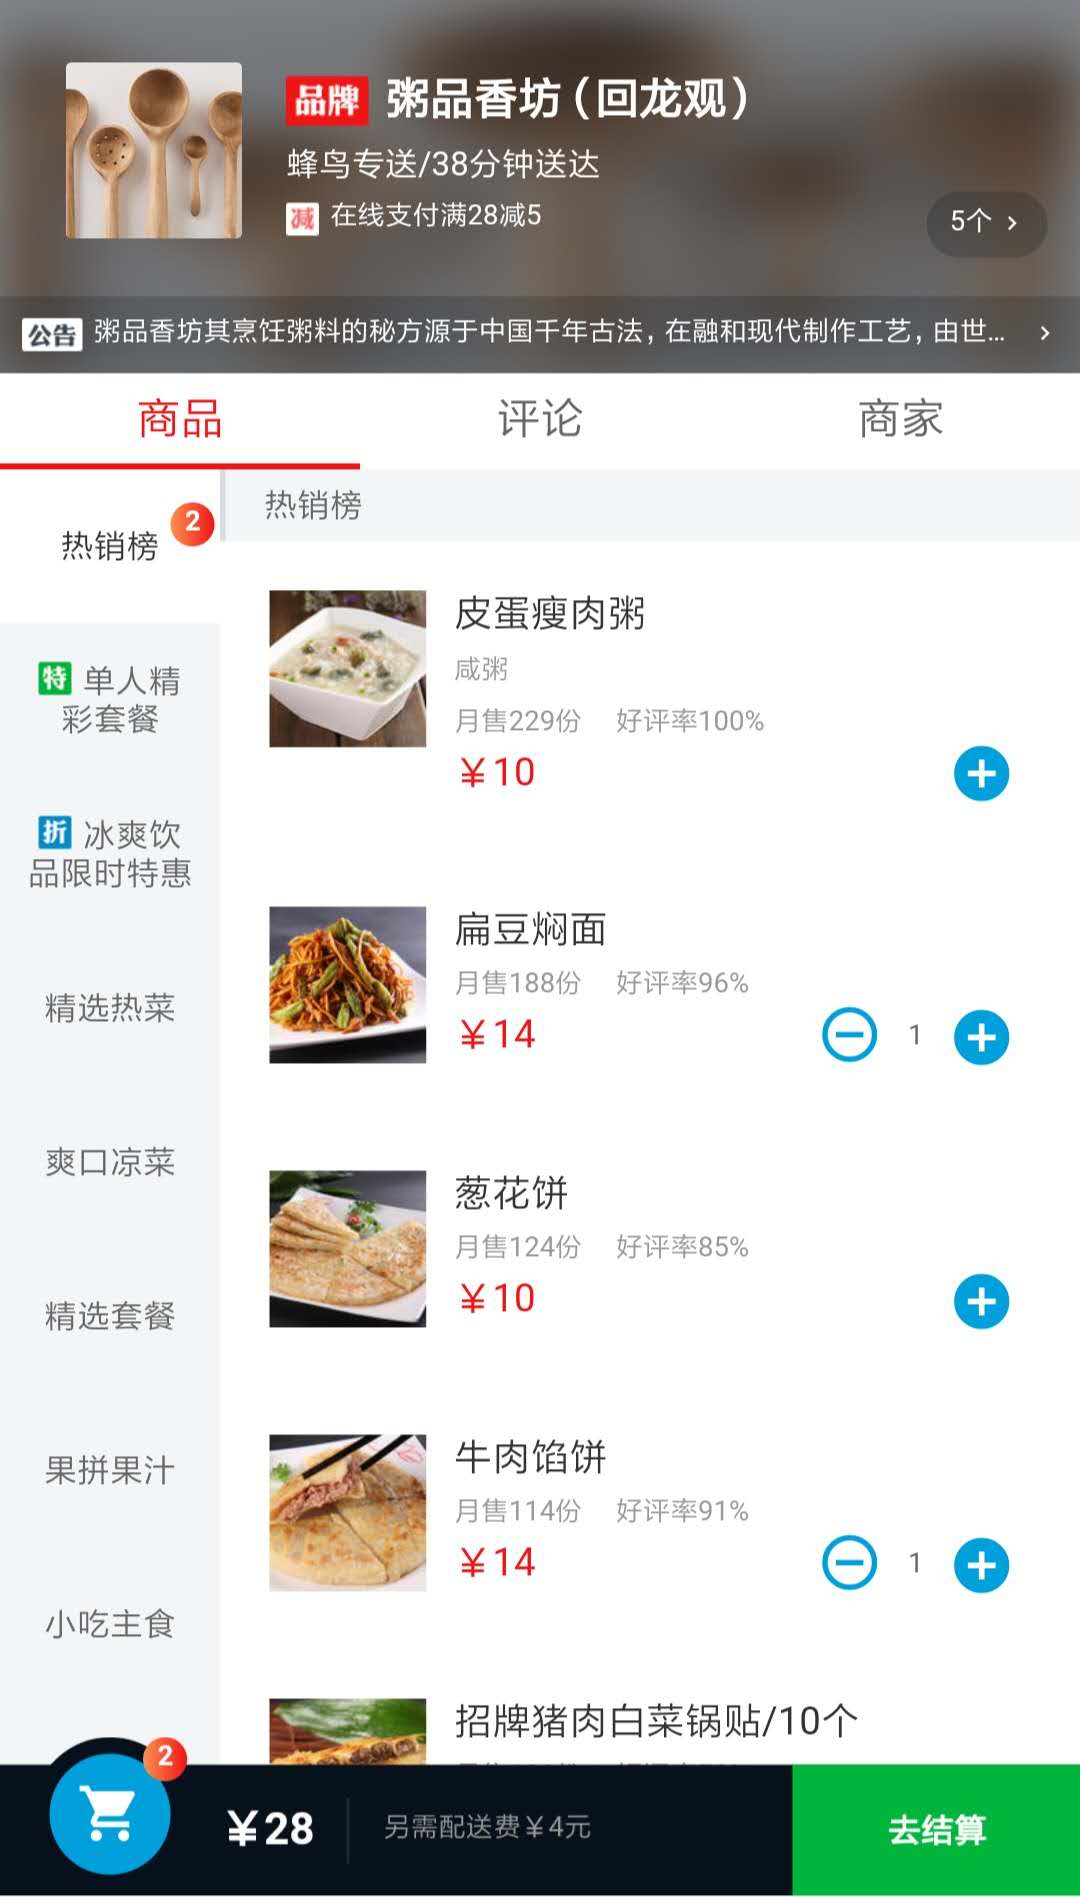 品牌 粥品香坊（回龙观）
蜂鸟专送/38分钟送达
减 在线支付满28减5
5个 >
公告 粥品香坊其烹饪粥料的秘方源于中国千年古法，在融和现代制作工艺，由世... >
商品 评论 商家
热销榜 2
热销榜
特 单人精
彩套餐
折 冰爽饮
品限时特惠
精选热菜
爽口凉菜
精选套餐
果拼果汁
小吃主食
皮蛋瘦肉粥
咸粥
月售229份 好评率100%
￥10
扁豆焖面
月售188份 好评率96%
￥14 1
葱花饼
月售124份 好评率85%
￥10
牛肉馅饼
月售114份 好评率91%
￥14 1
招牌猪肉白菜锅贴/10个
2
￥28 另需配送费￥4元 去结算